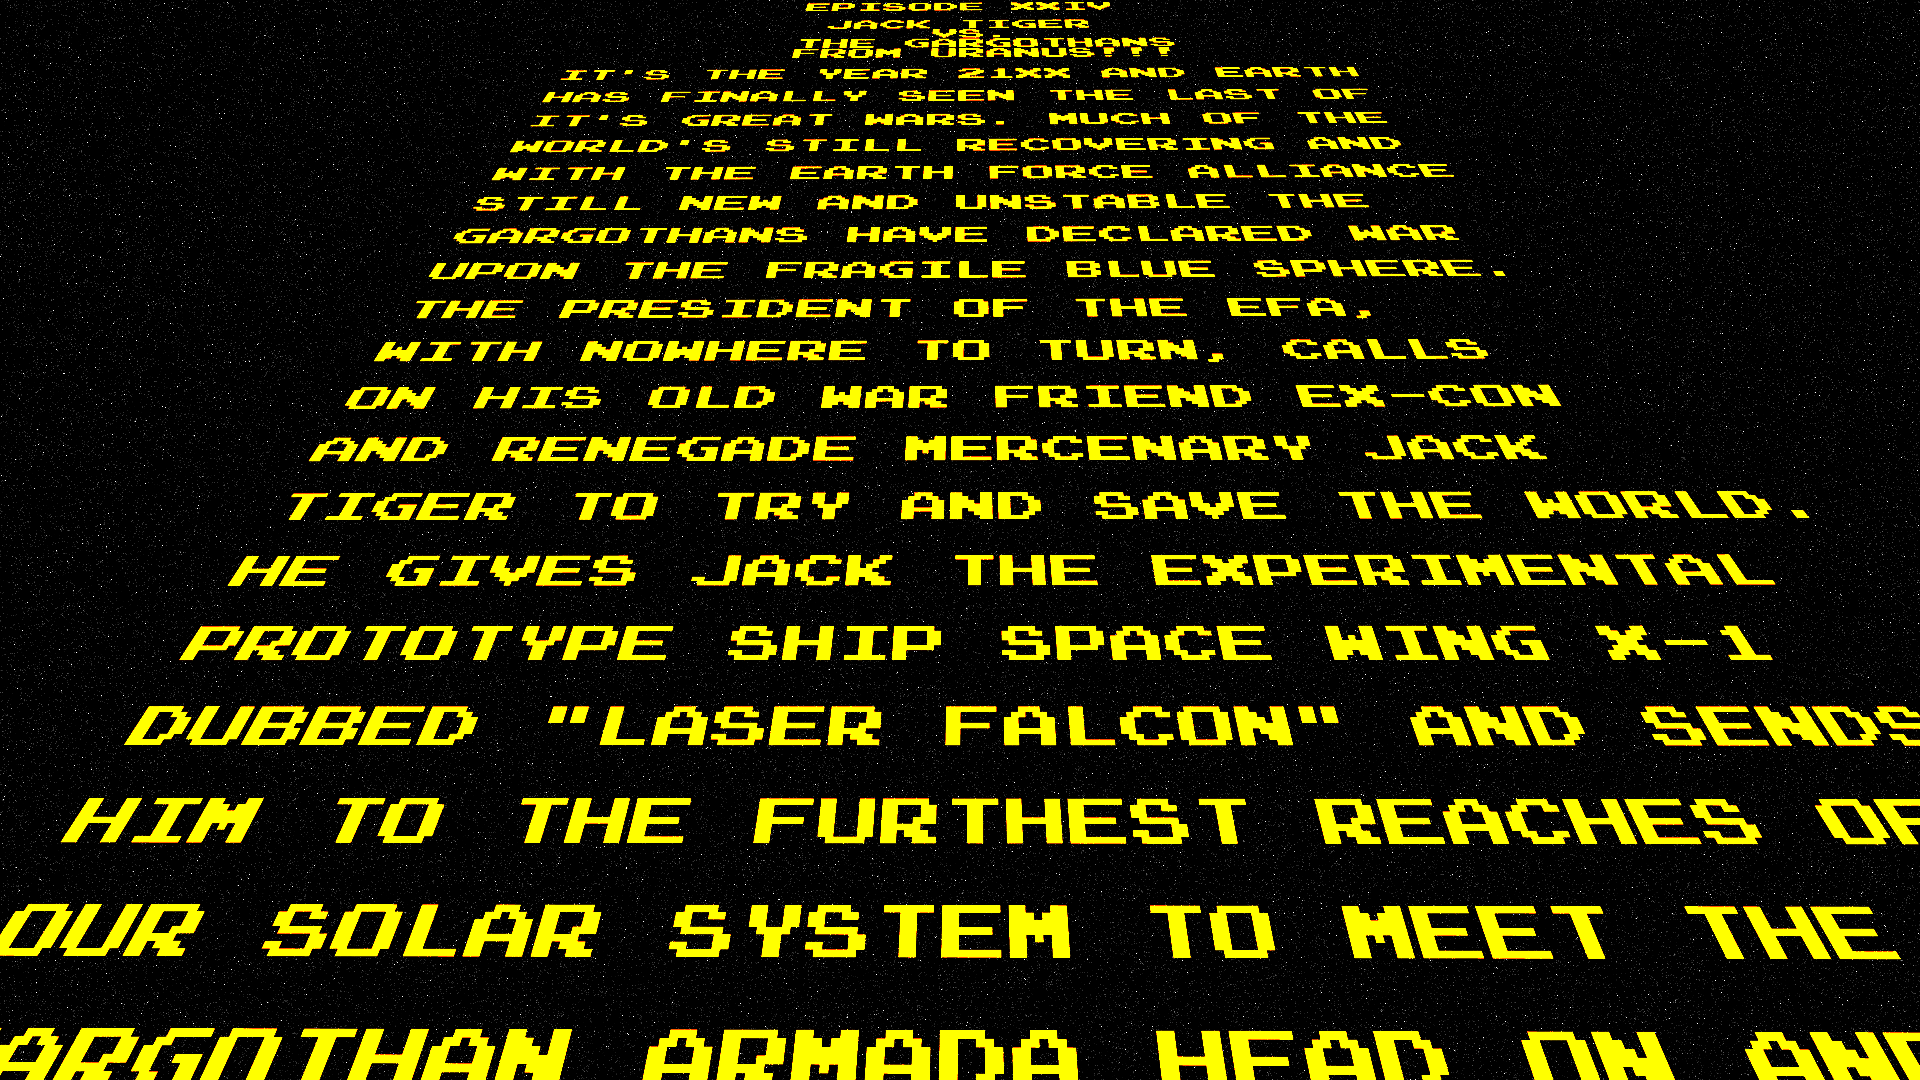 EPISODE XXIV
JACK TIGER
VS.
THE GARGOTHANS
FROM URANUS!!!
IT'S THE YEAR 21XX AND EARTH
HAS FINALLY SEEN THE LAST OF
IT'S GREAT WARS. MUCH OF THE
WORLD'S STILL RECOVERING AND
WITH THE EARTH FORCE ALLIANCE
STILL NEW AND UNSTABLE THE
GARGOTHANS HAVE DECLARED WAR
UPON THE FRAGILE BLUE SPHERE.
THE PRESIDENT OF THE EFA,
WITH NOWHERE TO TURN, CALLS
ON HIS OLD WAR FRIEND EX-CON
AND RENEGADE MERCENARY JACK
TIGER TO TRY AND SAVE THE WORLD.
HE GIVES JACK THE EXPERIMENTAL
PROTOTYPE SHIP SPACE WING X-1
DUBBED "LASER FALCON" AND SENDS
HIM TO THE FURTHEST REACHES OF
OUR SOLAR SYSTEM TO MEET THE
ARGOTHAN ARMADA HEAD ON AND